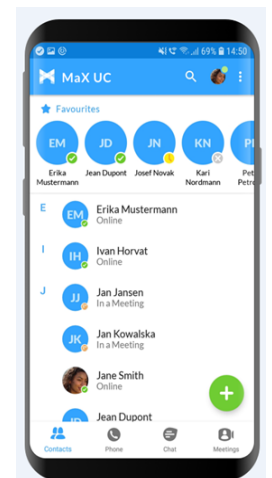 69% 14:50
MaX UC
Favourites
EM JD JN KN
Erika Mustermann
Jean Dupont
Josef Novak
Kari Nordmann
Pet
Petre
E
EM
Erika Mustermann
Online
I
IH
Ivan Horvat
Online
J
JJ
Jan Jansen
In a Meeting
JK
Jan Kowalska
In a Meeting
Jane Smith
Online
JD
Jean Dupont
Contacts Phone Chat Meetings